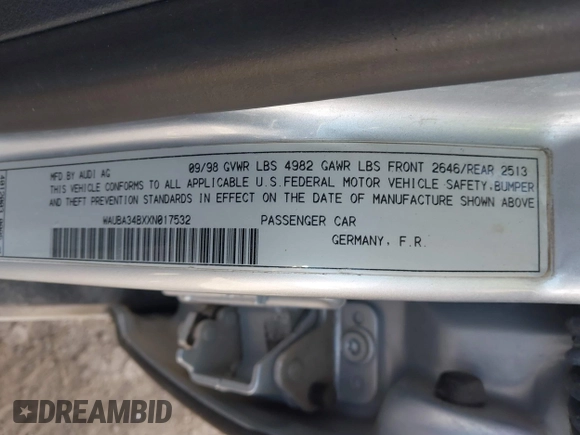 MFD BY AUDI AG 09/98 GVWR LBS 4982 GAWR LBS FRONT 2646/REAR 2513
THIS VEHICLE CONFORMS TO ALL APPLICABLE U.S. FEDERAL MOTOR VEHICLE SAFETY, BUMPER
AND THEFT PREVENTION STANDARDS IN EFFECT ON THE DATE OF MANUFACTURE SHOWN ABOVE
WAUBA34BXXN017532 PASSENGER CAR
GERMANY, F.R.
DREAMBID